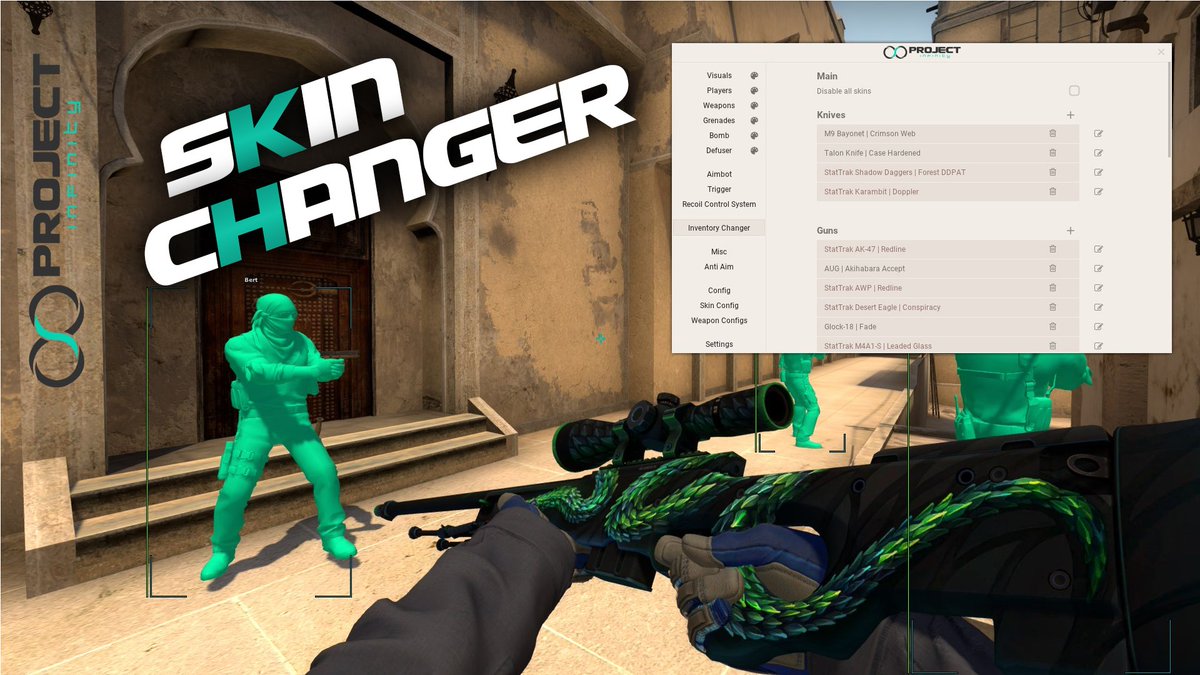 PROJECT
infinity
SKIN
CHANGER
Bert
PROJECT
infinity
Visuals
Players
Weapons
Grenades
Bomb
Defuser
Aimbot
Trigger
Recoil Control System
Inventory Changer
Misc
Anti Aim
Config
Skin Config
Weapon Configs
Settings
Main
Disable all skins
Knives
M9 Bayonet | Crimson Web
Talon Knife | Case Hardened
StatTrak Shadow Daggers | Forest DDPAT
StatTrak Karambit | Doppler
Guns
StatTrak AK-47 | Redline
AUG | Akihabara Accept
StatTrak AWP | Redline
StatTrak Desert Eagle | Conspiracy
Glock-18 | Fade
StatTrak M4A1-S | Leaded Glass